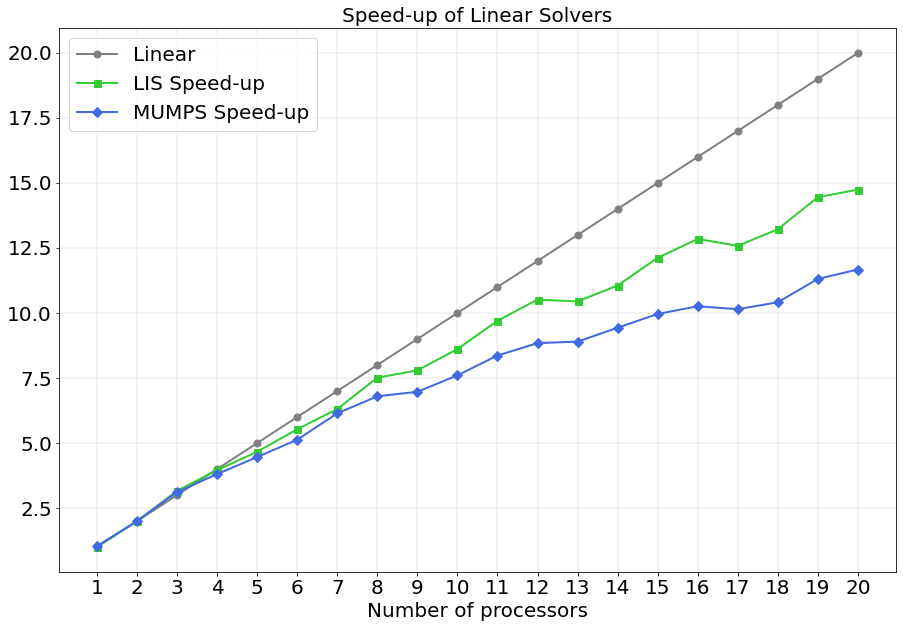 Speed-up of Linear Solvers
Linear
LIS Speed-up
MUMPS Speed-up
20.0
17.5
15.0
12.5
10.0
7.5
5.0
2.5
1 2 3 4 5 6 7 8 9 10 11 12 13 14 15 16 17 18 19 20
Number of processors